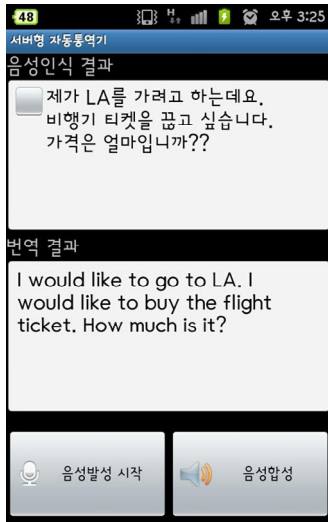 48 H 오후 3:25
서버형 자동통역기
음성인식 결과
제가 LA를 가려고 하는데요.
비행기 티켓을 끊고 싶습니다.
가격은 얼마입니까??
번역 결과
I would like to go to LA. I
would like to buy the flight
ticket. How much is it?
음성발성 시작 음성합성